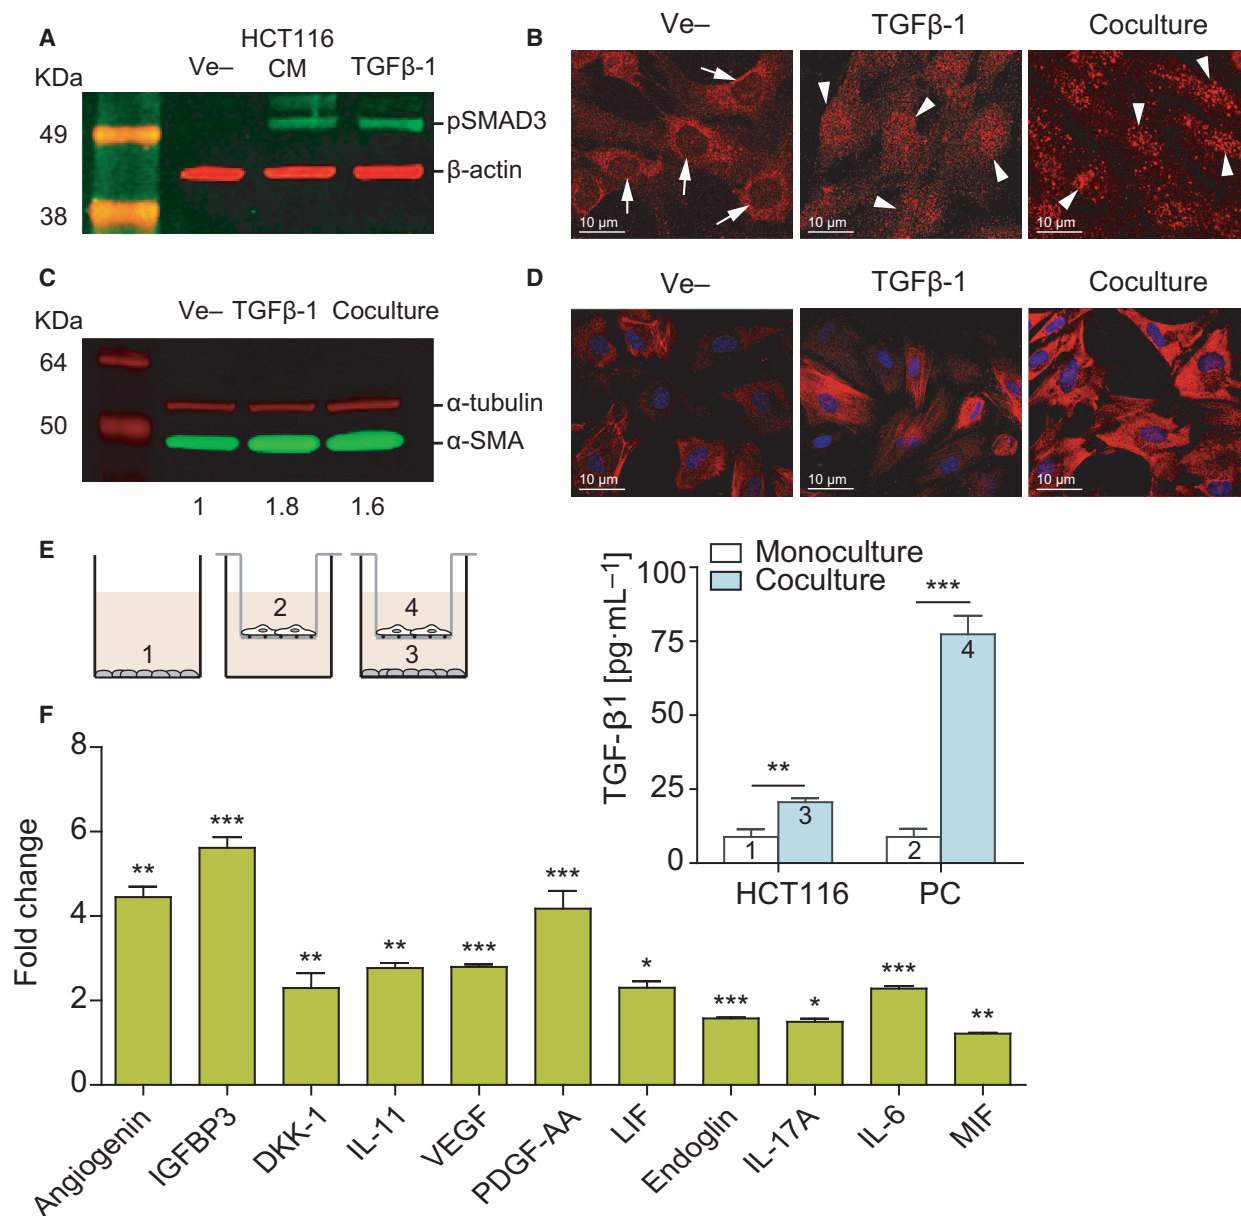 A
HCT116
KDa
Ve–
CM
TGFβ-1
49
pSMAD3
β-actin
38
B
Ve–
TGFβ-1
Coculture
10 μm
10 μm
10 μm
C
KDa
Ve–
TGFβ-1
Coculture
64
α-tubulin
50
α-SMA
1
1.8
1.6
D
Ve–
TGFβ-1
Coculture
10 μm
10 μm
10 μm
E
1
2
4
3
Monoculture
Coculture
TGF-β1 [pg·mL–1]
100
75
50
25
0
**
***
1
3
2
4
HCT116
PC
F
Fold change
8
6
4
2
0
**
***
**
**
***
***
*
***
*
***
**
Angiogenin
IGFBP3
DKK-1
IL-11
VEGF
PDGF-AA
LIF
Endoglin
IL-17A
IL-6
MIF